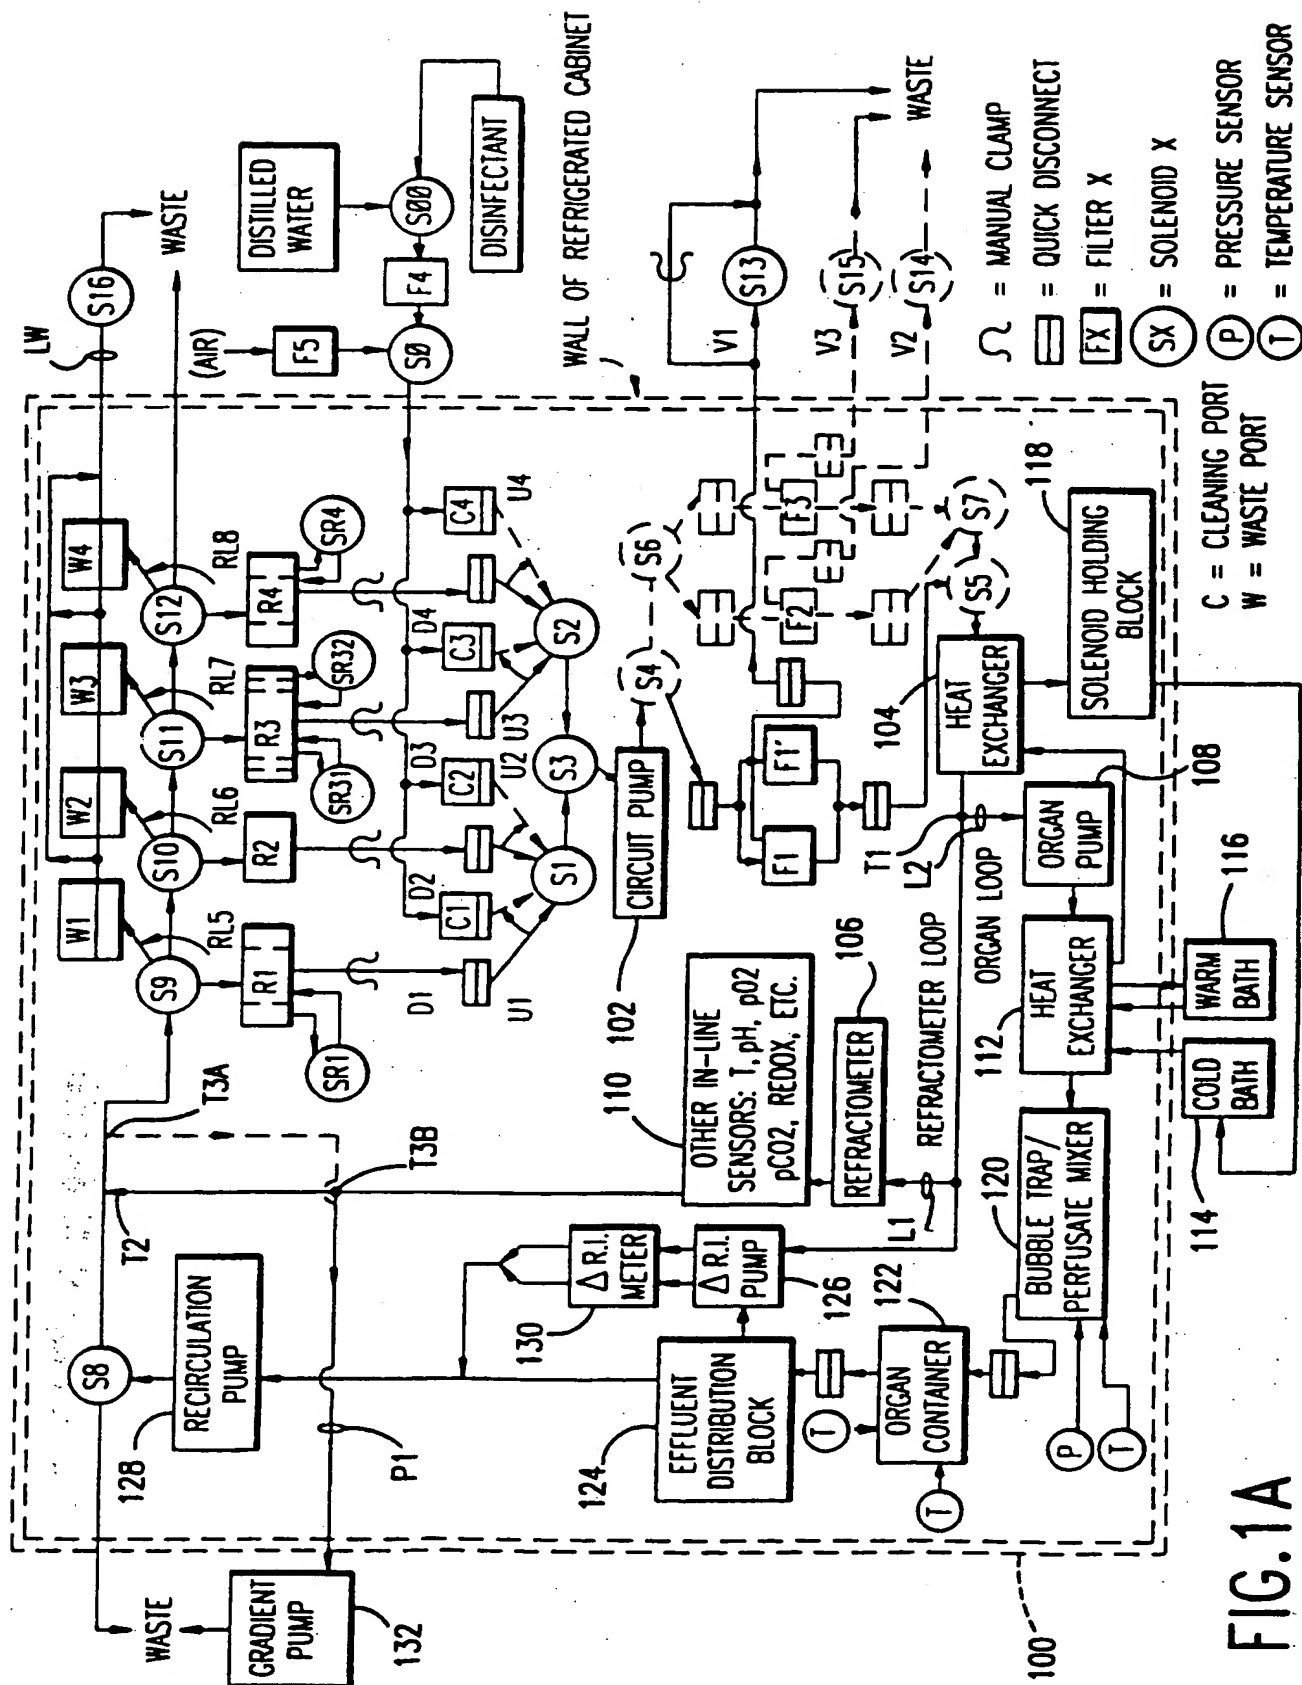 WASTE
GRADIENT
PUMP
132
S8
RECIRCULATION
PUMP
128
P1
T2
T3A
T3B
S9
W1
RL5
R1
SR1
D1
U1
S10
W2
RL6
R2
D2
C1
S11
W3
RL7
R3
SR31
SR32
D3
C2
U2
S12
W4
RL8
R4
SR4
D4
C3
U3
C4
U4
LW
S16
WASTE
(AIR)
F5
S0
F4
S00
DISTILLED
WATER
DISINFECTANT
WALL OF REFRIGERATED CABINET
S1
S2
S3
CIRCUIT PUMP
102
S4
S6
F1
F1'
F2
F3
S5
S7
V1
S13
V3
S15
V2
S14
WASTE
EFFLUENT
DISTRIBUTION
BLOCK
124
Δ R.I.
METER
130
Δ R.I.
PUMP
126
OTHER IN-LINE
SENSORS: T, pH, pO2
pCO2, REDOX, ETC.
110
REFRACTOMETER
106
L1
REFRACTOMETER LOOP
ORGAN LOOP
T1
L2
104
HEAT
EXCHANGER
118
SOLENOID HOLDING
BLOCK
108
ORGAN
PUMP
112
HEAT
EXCHANGER
116
WARM
BATH
COLD
BATH
114
120
BUBBLE TRAP/
PERFUSATE MIXER
122
ORGAN
CONTAINER
T
T
P
T
100
= MANUAL CLAMP
= QUICK DISCONNECT
FX = FILTER X
SX = SOLENOID X
P = PRESSURE SENSOR
T = TEMPERATURE SENSOR
C = CLEANING PORT
W = WASTE PORT
FIG.1A